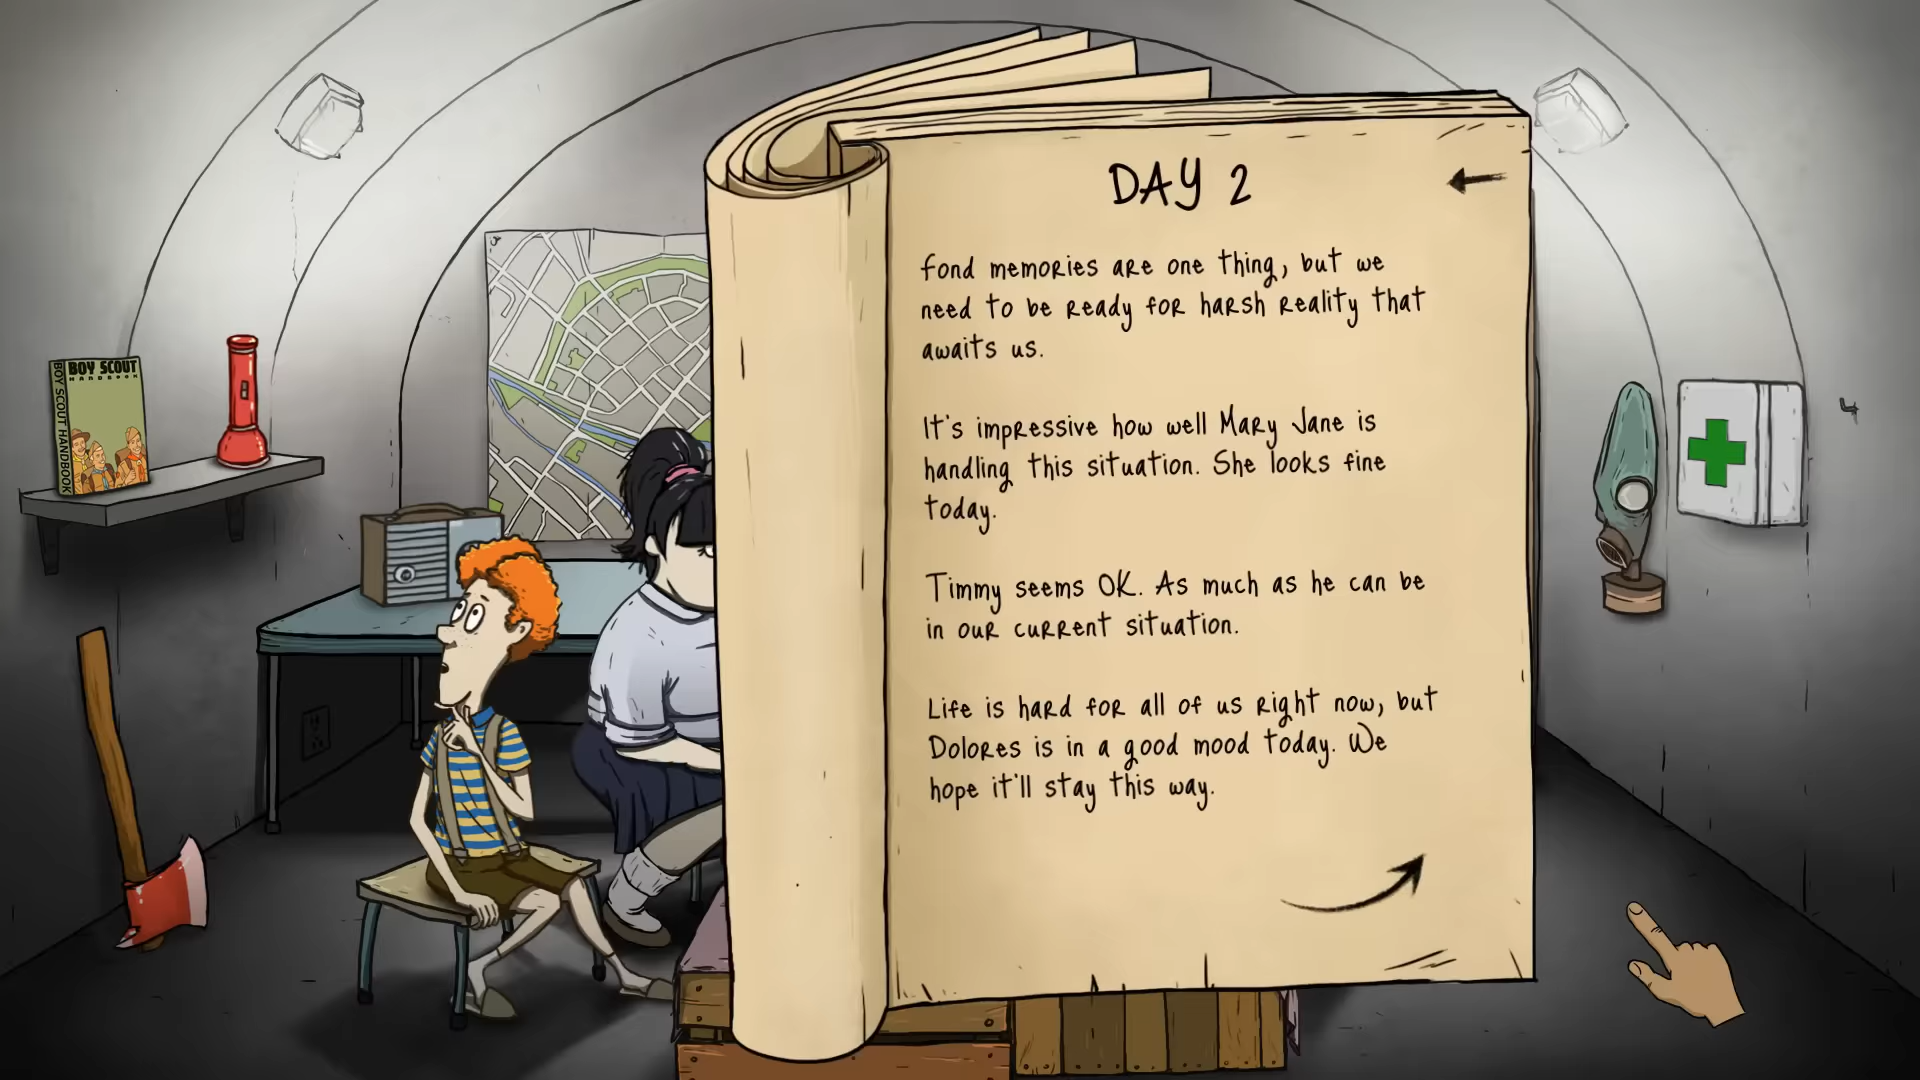 BOY SCOUT
HANDBOOK
BOY SCOUT HANDBOOK
DAY 2
fond memories are one thing, but we
need to be ready for harsh reality that
awaits us.
It's impressive how well Mary Jane is
handling this situation. She looks fine
today.
Timmy seems OK. As much as he can be
in our current situation.
Life is hard for all of us right now, but
Dolores is in a good mood today. We
hope it'll stay this way.